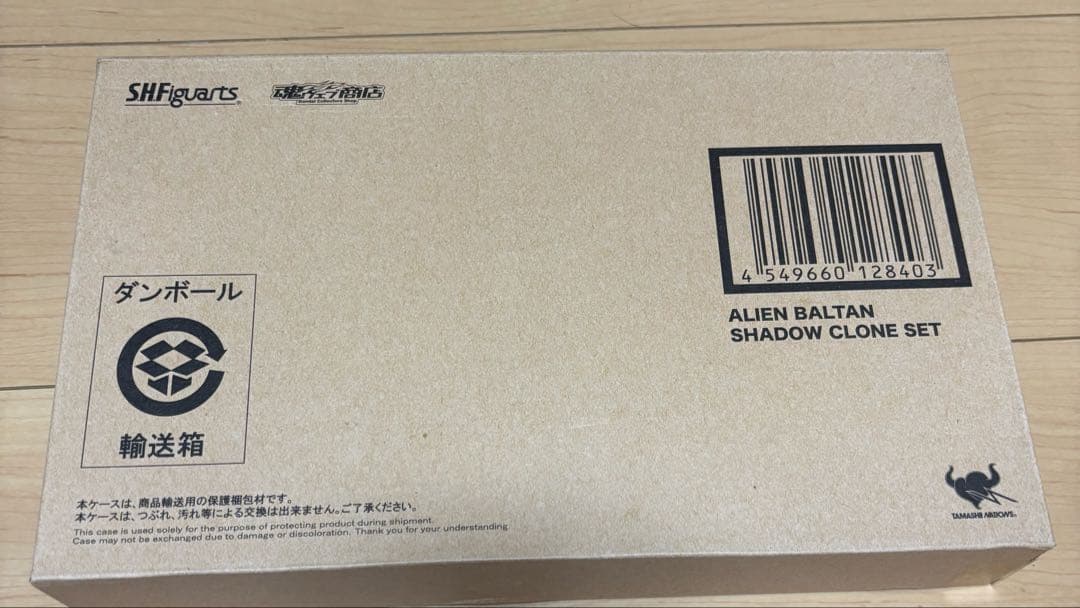 S.H.Figuarts
魂ウェブ商店
Bandai Collectors Shop
4 549660 128403
ALIEN BALTAN
SHADOW CLONE SET
ダンボール
輸送箱
本ケースは、商品輸送用の保護梱包材です。
本ケースは、つぶれ、汚れ等による交換は出来ません。ご了承ください。
This case is used solely for the purpose of protecting product during shipment.
Case may not be exchanged due to damage or discoloration. Thank you for your understanding.
TAMASHII NATIONS